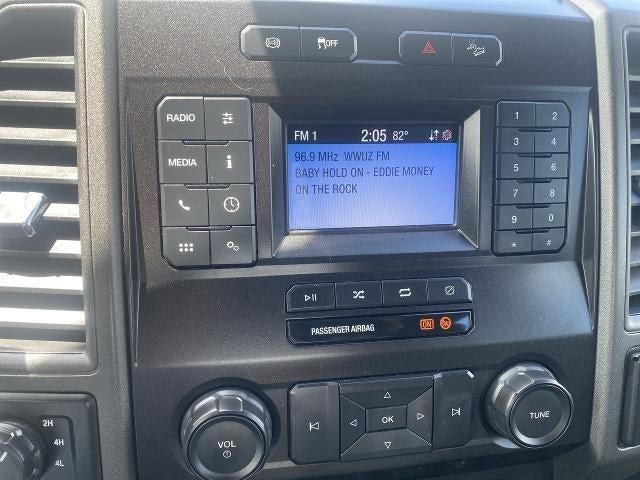 OFF
RADIO
MEDIA
i
FM 1 2:05 82°
96.9 MHz WWUZ FM
BABY HOLD ON - EDDIE MONEY
ON THE ROCK
1 2
3 4
5 6
7 8
9 0
* #
PASSENGER AIRBAG ON
OK
VOL
TUNE
2H
4H
4L